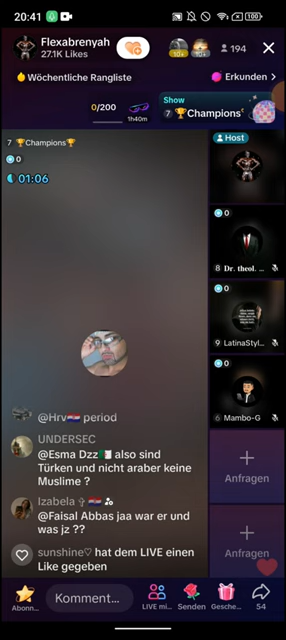 20:41
100
Flexabrenyah
27.1K Likes
10+
10+
194
Wöchentliche Rangliste
Erkunden
0/200
1h40m
Show
7 🏆Champions🏆
7 🏆Champions🏆
0
01:06
Host
0
8 Dr. theol. ...
0
9 LatinaStyl...
0
6 Mambo-G
Anfragen
Anfragen
@Hrv🇭🇷 period
UNDERSEC
@Esma Dzz🇩🇿 also sind
Türken und nicht araber keine
Muslime ?
Izabela ✞ 🇭🇷
@Faisal Abbas jaa war er und
was jz ??
sunshine♡ hat dem LIVE einen
Like gegeben
Abonn...
Komment...
LIVE mi...
Senden
Gesche...
54